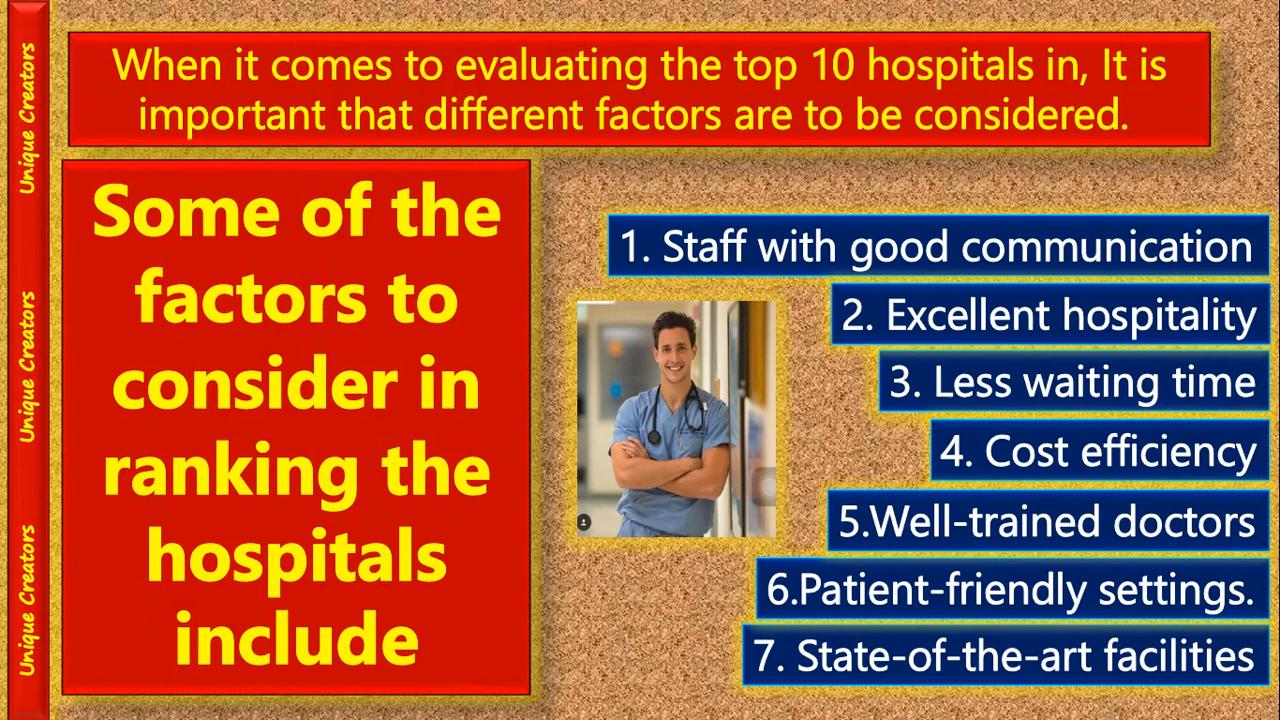 When it comes to evaluating the top 10 hospitals in, It is
important that different factors are to be considered.
Some of the
factors to
consider in
ranking the
hospitals
include
1. Staff with good communication
2. Excellent hospitality
3. Less waiting time
4. Cost efficiency
5.Well-trained doctors
6.Patient-friendly settings.
7. State-of-the-art facilities
Unique Creators
Unique Creators
Unique Creators